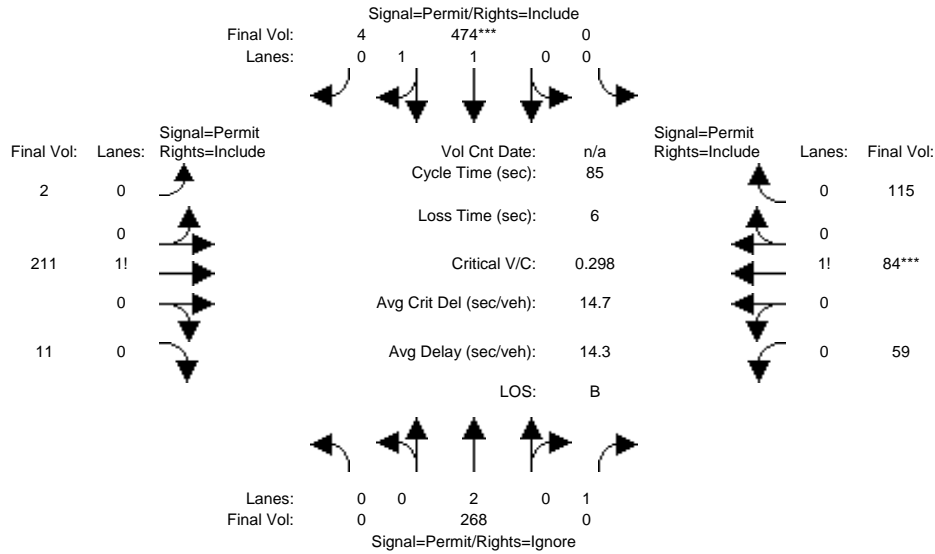 Signal=Permit/Rights=Include
Final Vol: 4 474*** 0
Lanes: 0 1 1 0 0
Signal=Permit
Final Vol: Lanes: Rights=Include
Vol Cnt Date: n/a
Signal=Permit
Rights=Include Lanes: Final Vol:
Cycle Time (sec): 85
2 0
0 115
Loss Time (sec): 6
0
0
211 1!
Critical V/C: 0.298
1! 84***
0
Avg Crit Del (sec/veh): 14.7
0
11 0
Avg Delay (sec/veh): 14.3
0 59
LOS: B
Lanes: 0 0 2 0 1
Final Vol: 0 268 0
Signal=Permit/Rights=Ignore